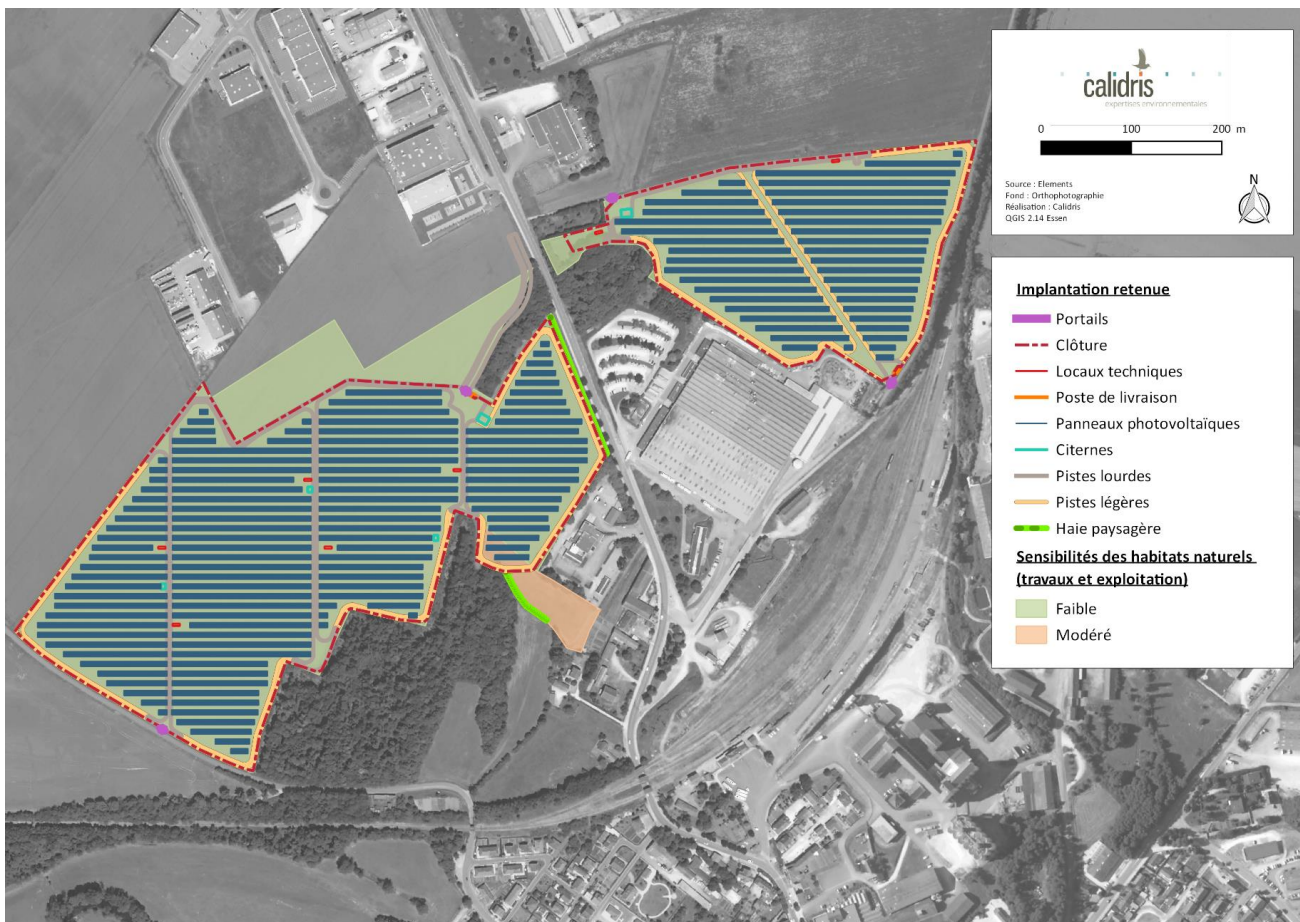 calidris
expertises environnementales
0 100 200 m
Source : Elements
Fond : Orthophotographie
Réalisation : Calidris
QGIS 2.14 Essen
N
Implantation retenue
Portails
Clôture
Locaux techniques
Poste de livraison
Panneaux photovoltaïques
Citernes
Pistes lourdes
Pistes légères
Haie paysagère
Sensibilités des habitats naturels
(travaux et exploitation)
Faible
Modéré